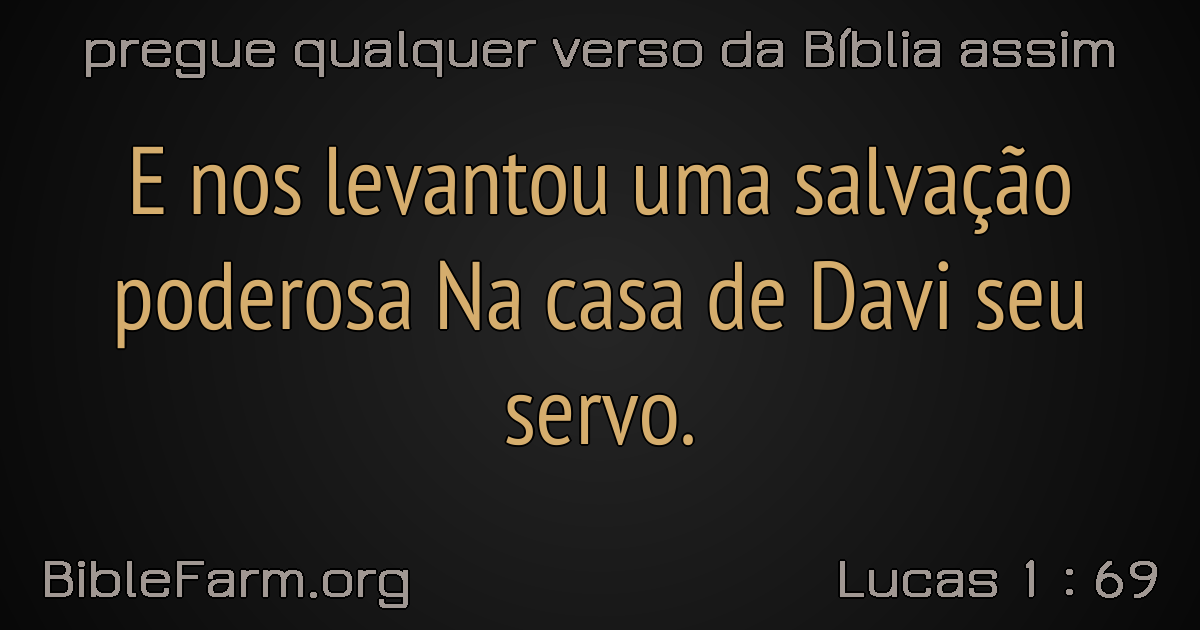 pregue qualquer verso da Bíblia assim
E nos levantou uma salvação
poderosa Na casa de Davi seu
servo.
BibleFarm.org
Lucas 1 : 69